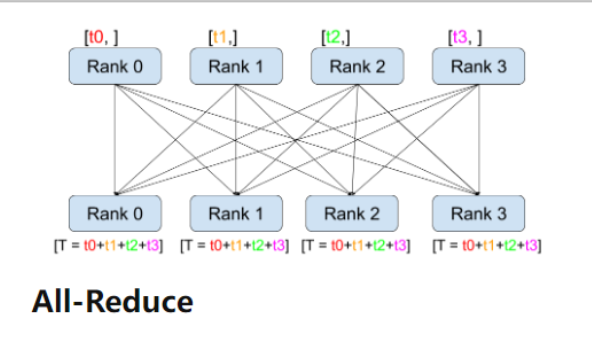 [t0, ] [t1,] [t2,] [t3, ]
Rank 0 Rank 1 Rank 2 Rank 3
Rank 0 Rank 1 Rank 2 Rank 3
[T = t0+t1+t2+t3] [T = t0+t1+t2+t3] [T = t0+t1+t2+t3] [T = t0+t1+t2+t3]
All-Reduce